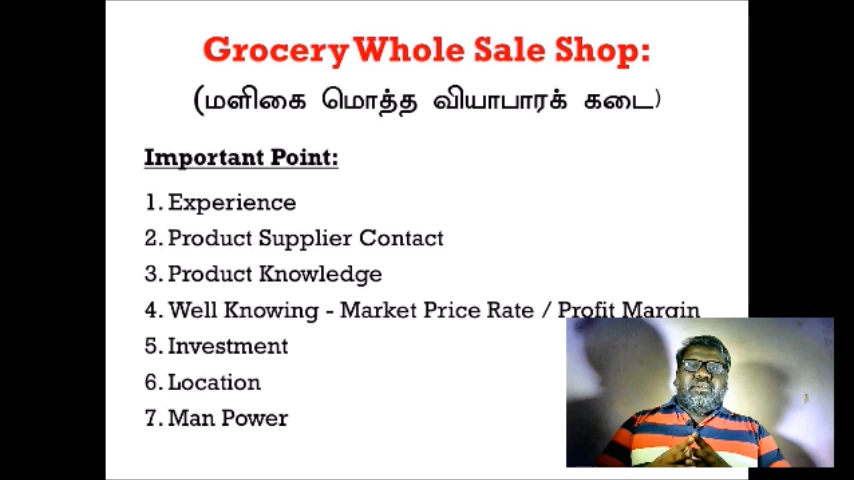 Grocery Whole Sale Shop:
(மளிகை மொத்த வியாபாரக் கடை)
Important Point:
1. Experience
2. Product Supplier Contact
3. Product Knowledge
4. Well Knowing - Market Price Rate / Profit Margin
5. Investment
6. Location
7. Man Power